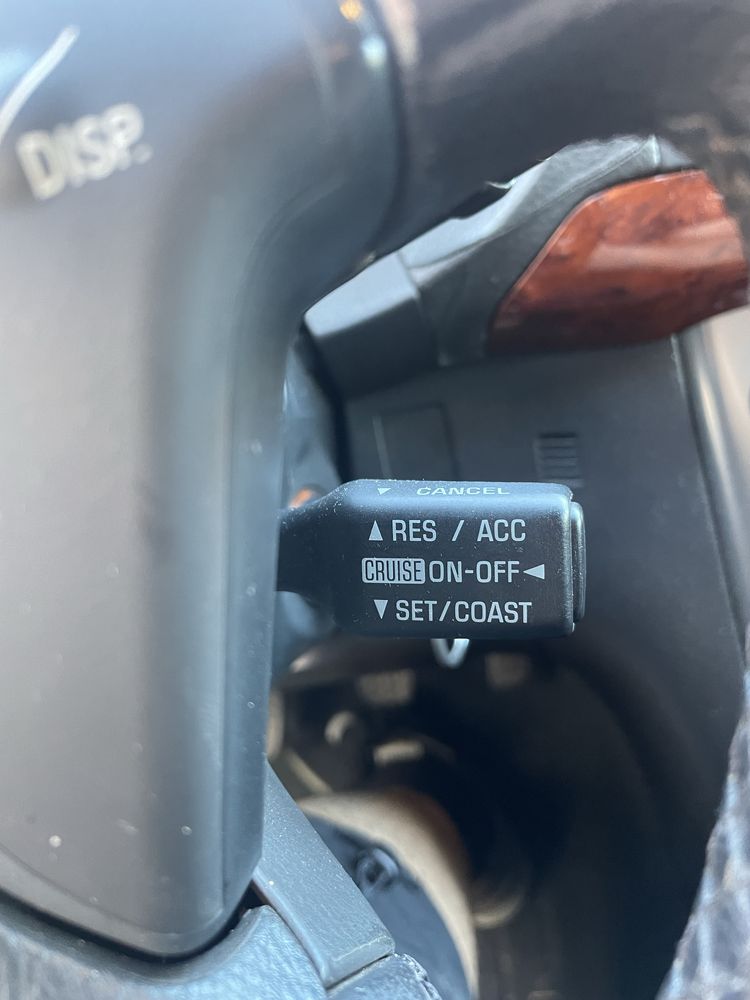 DISP.
▼ CANCEL
▲ RES / ACC
CRUISE ON-OFF ◀
▼ SET/COAST